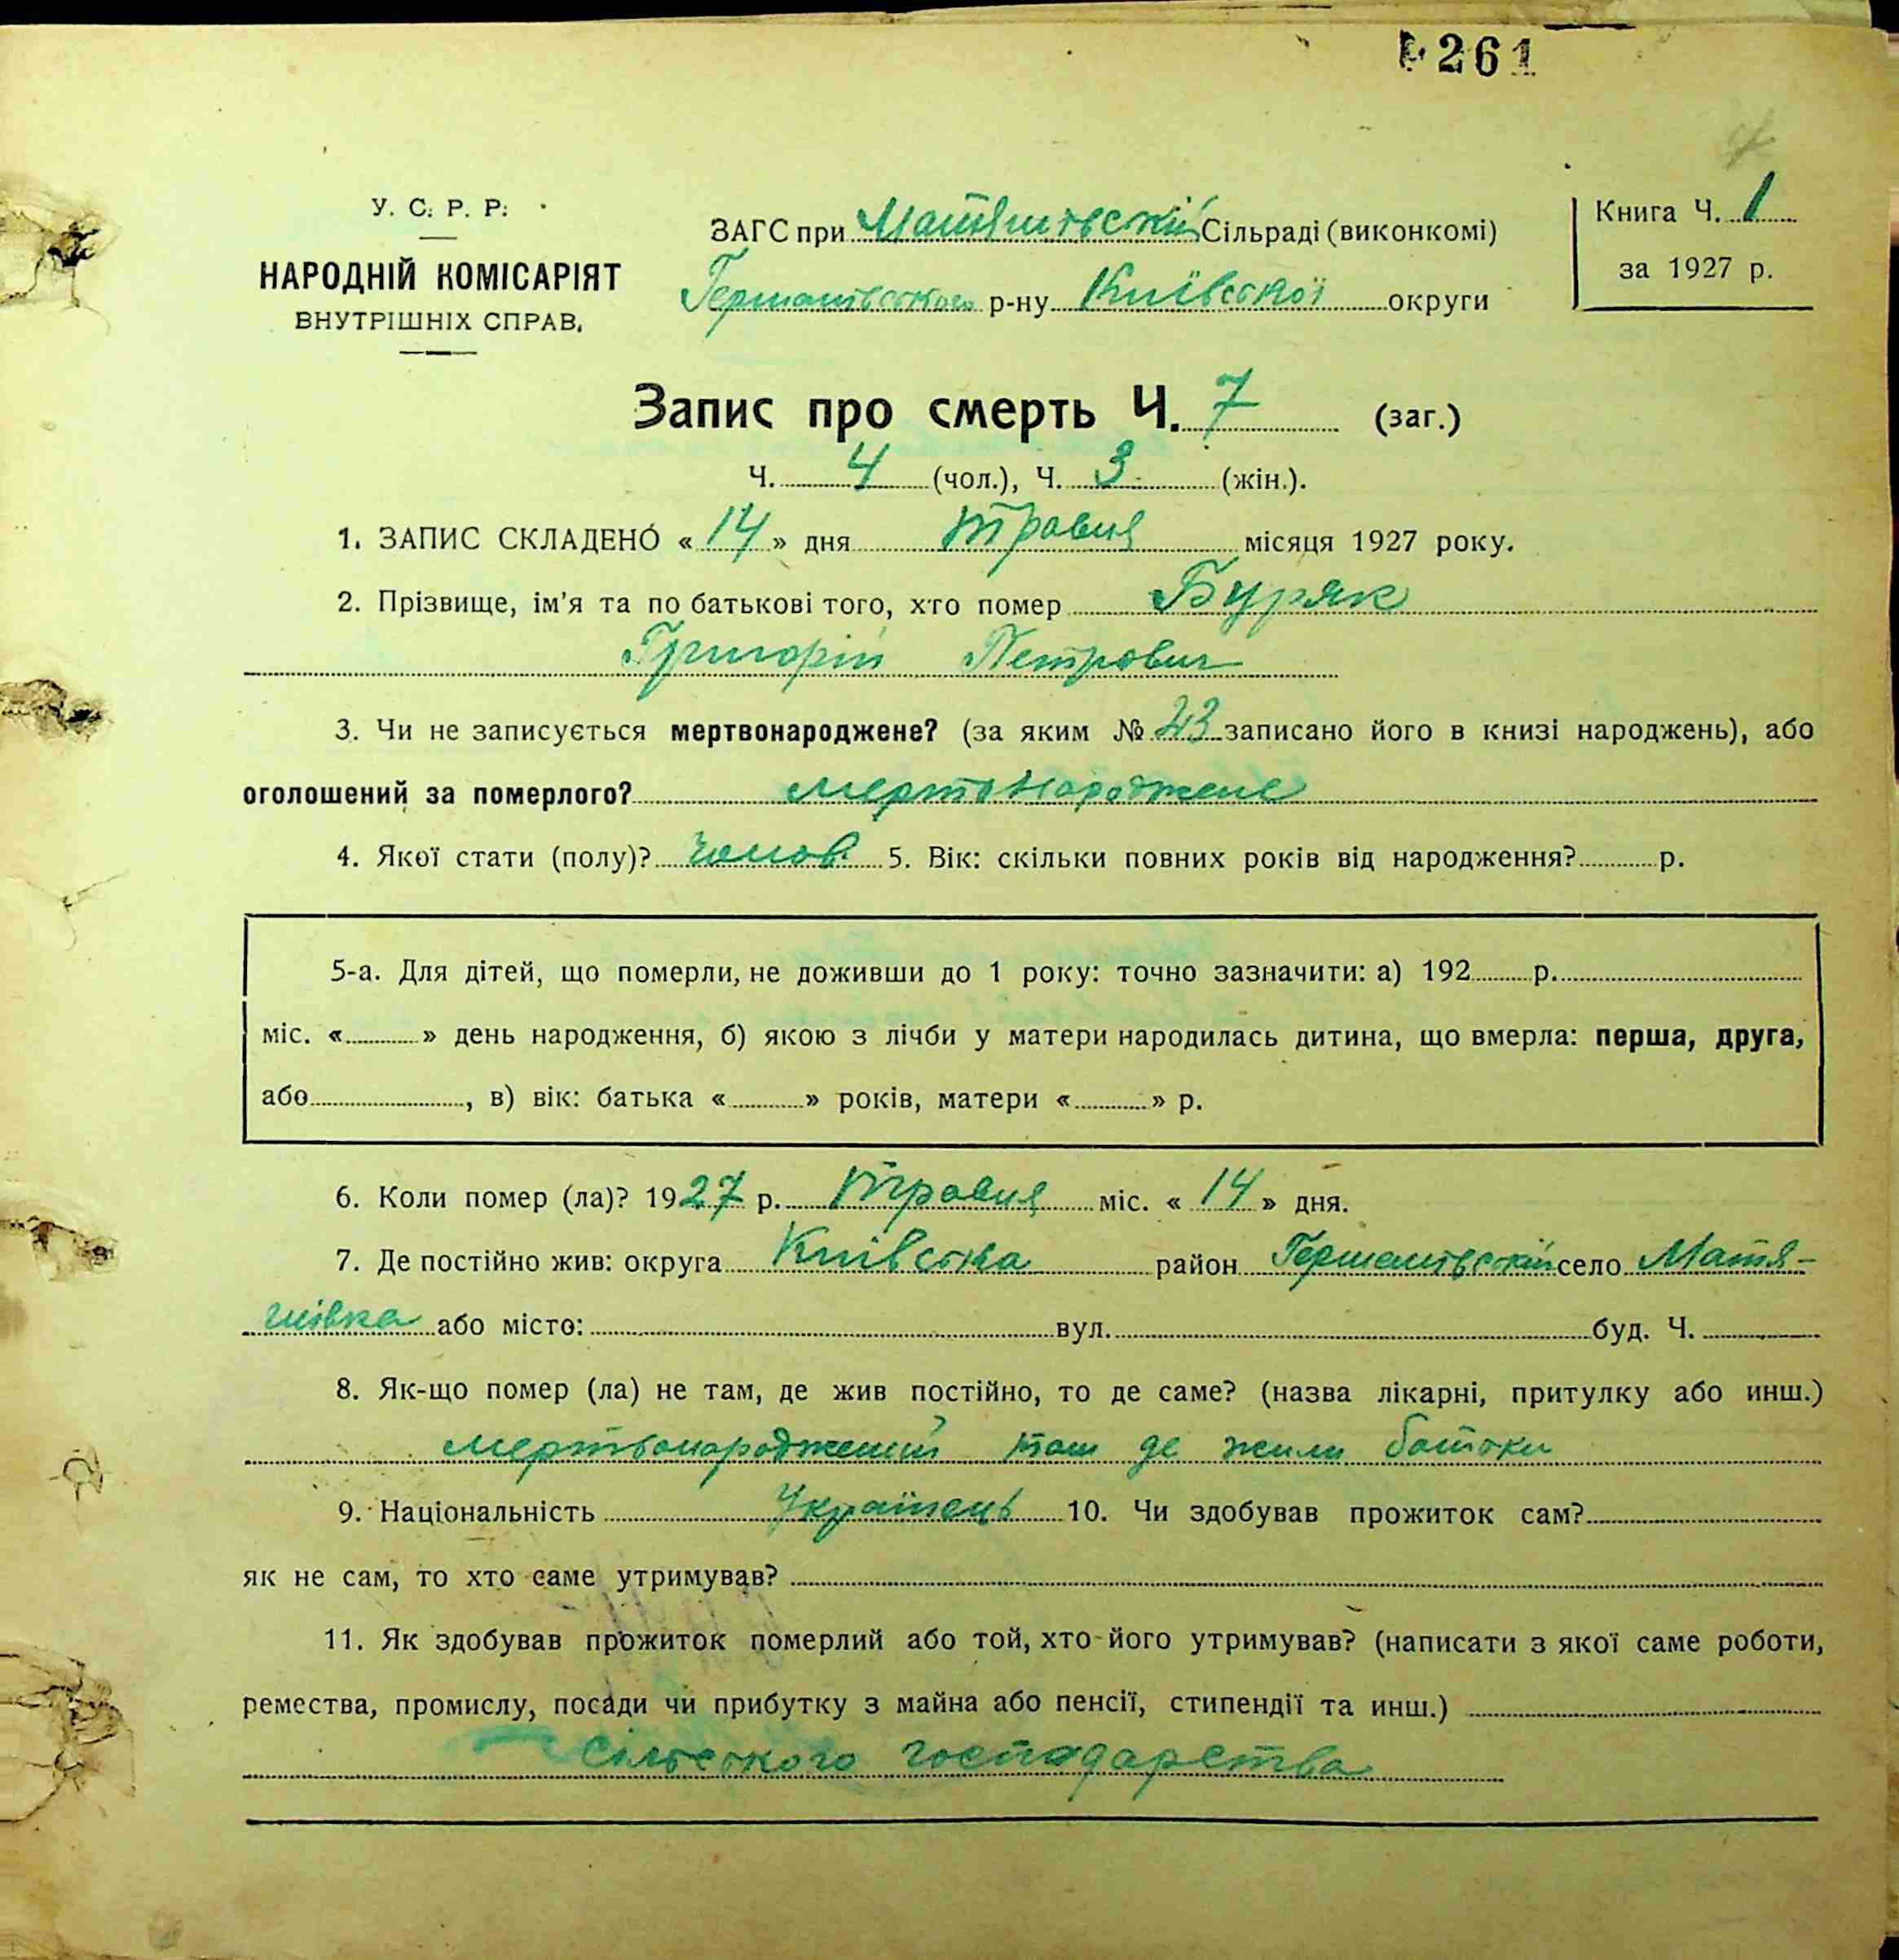 261
У. С. Р. Р.
НАРОДНІЙ КОМІСАРІЯТ
ВНУТРІШНІХ СПРАВ.
ЗАГС при Матяшівській Сільраді (виконкомі)
Германівського р-ну Київської округи
Книга Ч. 1
за 1927 р.
Запис про смерть Ч. 7 (заг.)
Ч. 4 (чол.), Ч. 3 (жін.).
1. ЗАПИС СКЛАДЕНО «14» дня травня місяця 1927 року.
2. Прізвище, ім'я та по батькові того, хто помер Буряк
Григорій Петрович
3. Чи не записується мертвонароджене? (за яким № 23 записано його в книзі народжень), або
оголошений за померлого? мертвонароджене
4. Якої стати (полу)? чолов. 5. Вік: скільки повних років від народження? р.
5-а. Для дітей, що померли, не доживши до 1 року: точно зазначити: а) 192 р.
міс. « » день народження, б) якою з лічби у матери народилась дитина, що вмерла: перша, друга,
або , в) вік: батька « » років, матери « » р.
6. Коли помер (ла)? 1927 р. травня міс. «14» дня.
7. Де постійно жив: округа Київська район Германівський село Матя-
шівка або місто: вул. буд. Ч.
8. Як-що помер (ла) не там, де жив постійно, то де саме? (назва лікарні, притулку або инш.)
мертвонароджений там де жили батьки
9. Національність Українець 10. Чи здобував прожиток сам?
як не сам, то хто саме утримував?
11. Як здобував прожиток померлий або той, хто його утримував? (написати з якої саме роботи,
ремества, промислу, посади чи прибутку з майна або пенсії, стипендії та инш.)
сільського господарства